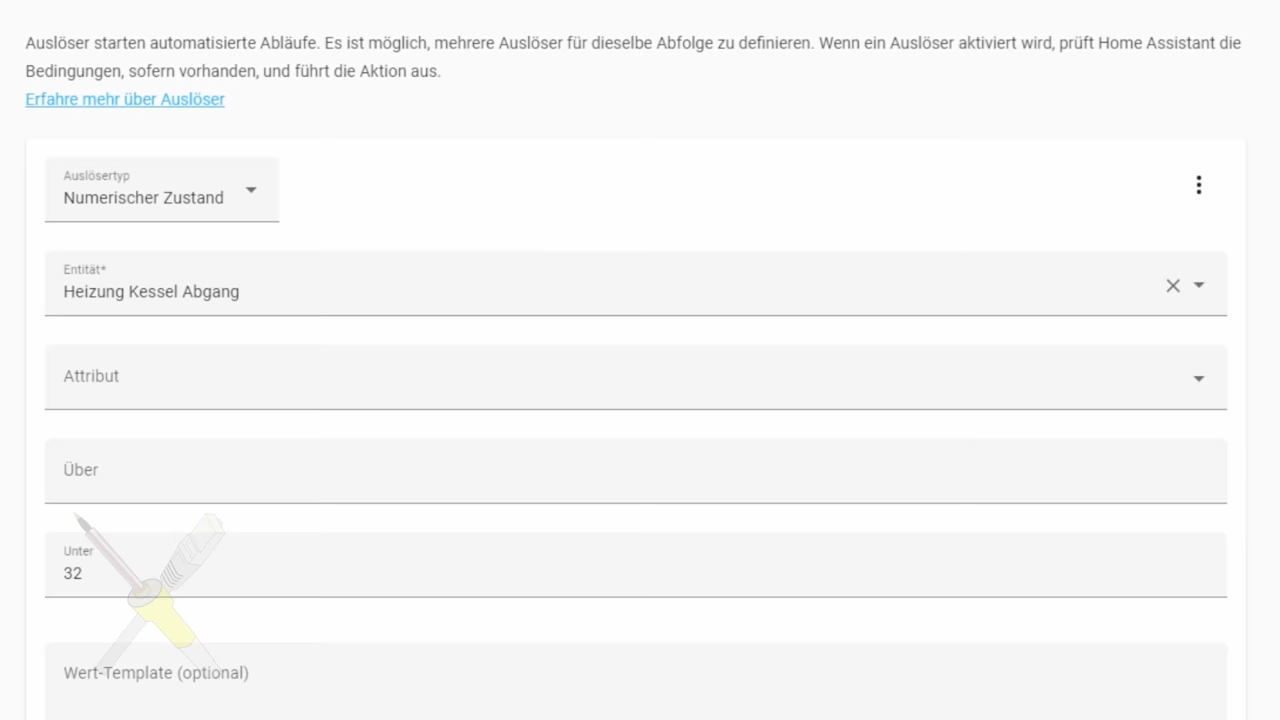 Auslöser starten automatisierte Abläufe. Es ist möglich, mehrere Auslöser für dieselbe Abfolge zu definieren. Wenn ein Auslöser aktiviert wird, prüft Home Assistant die
Bedingungen, sofern vorhanden, und führt die Aktion aus.
Erfahre mehr über Auslöser
Auslösertyp
Numerischer Zustand
Entität*
Heizung Kessel Abgang
Attribut
Über
Unter
32
Wert-Template (optional)